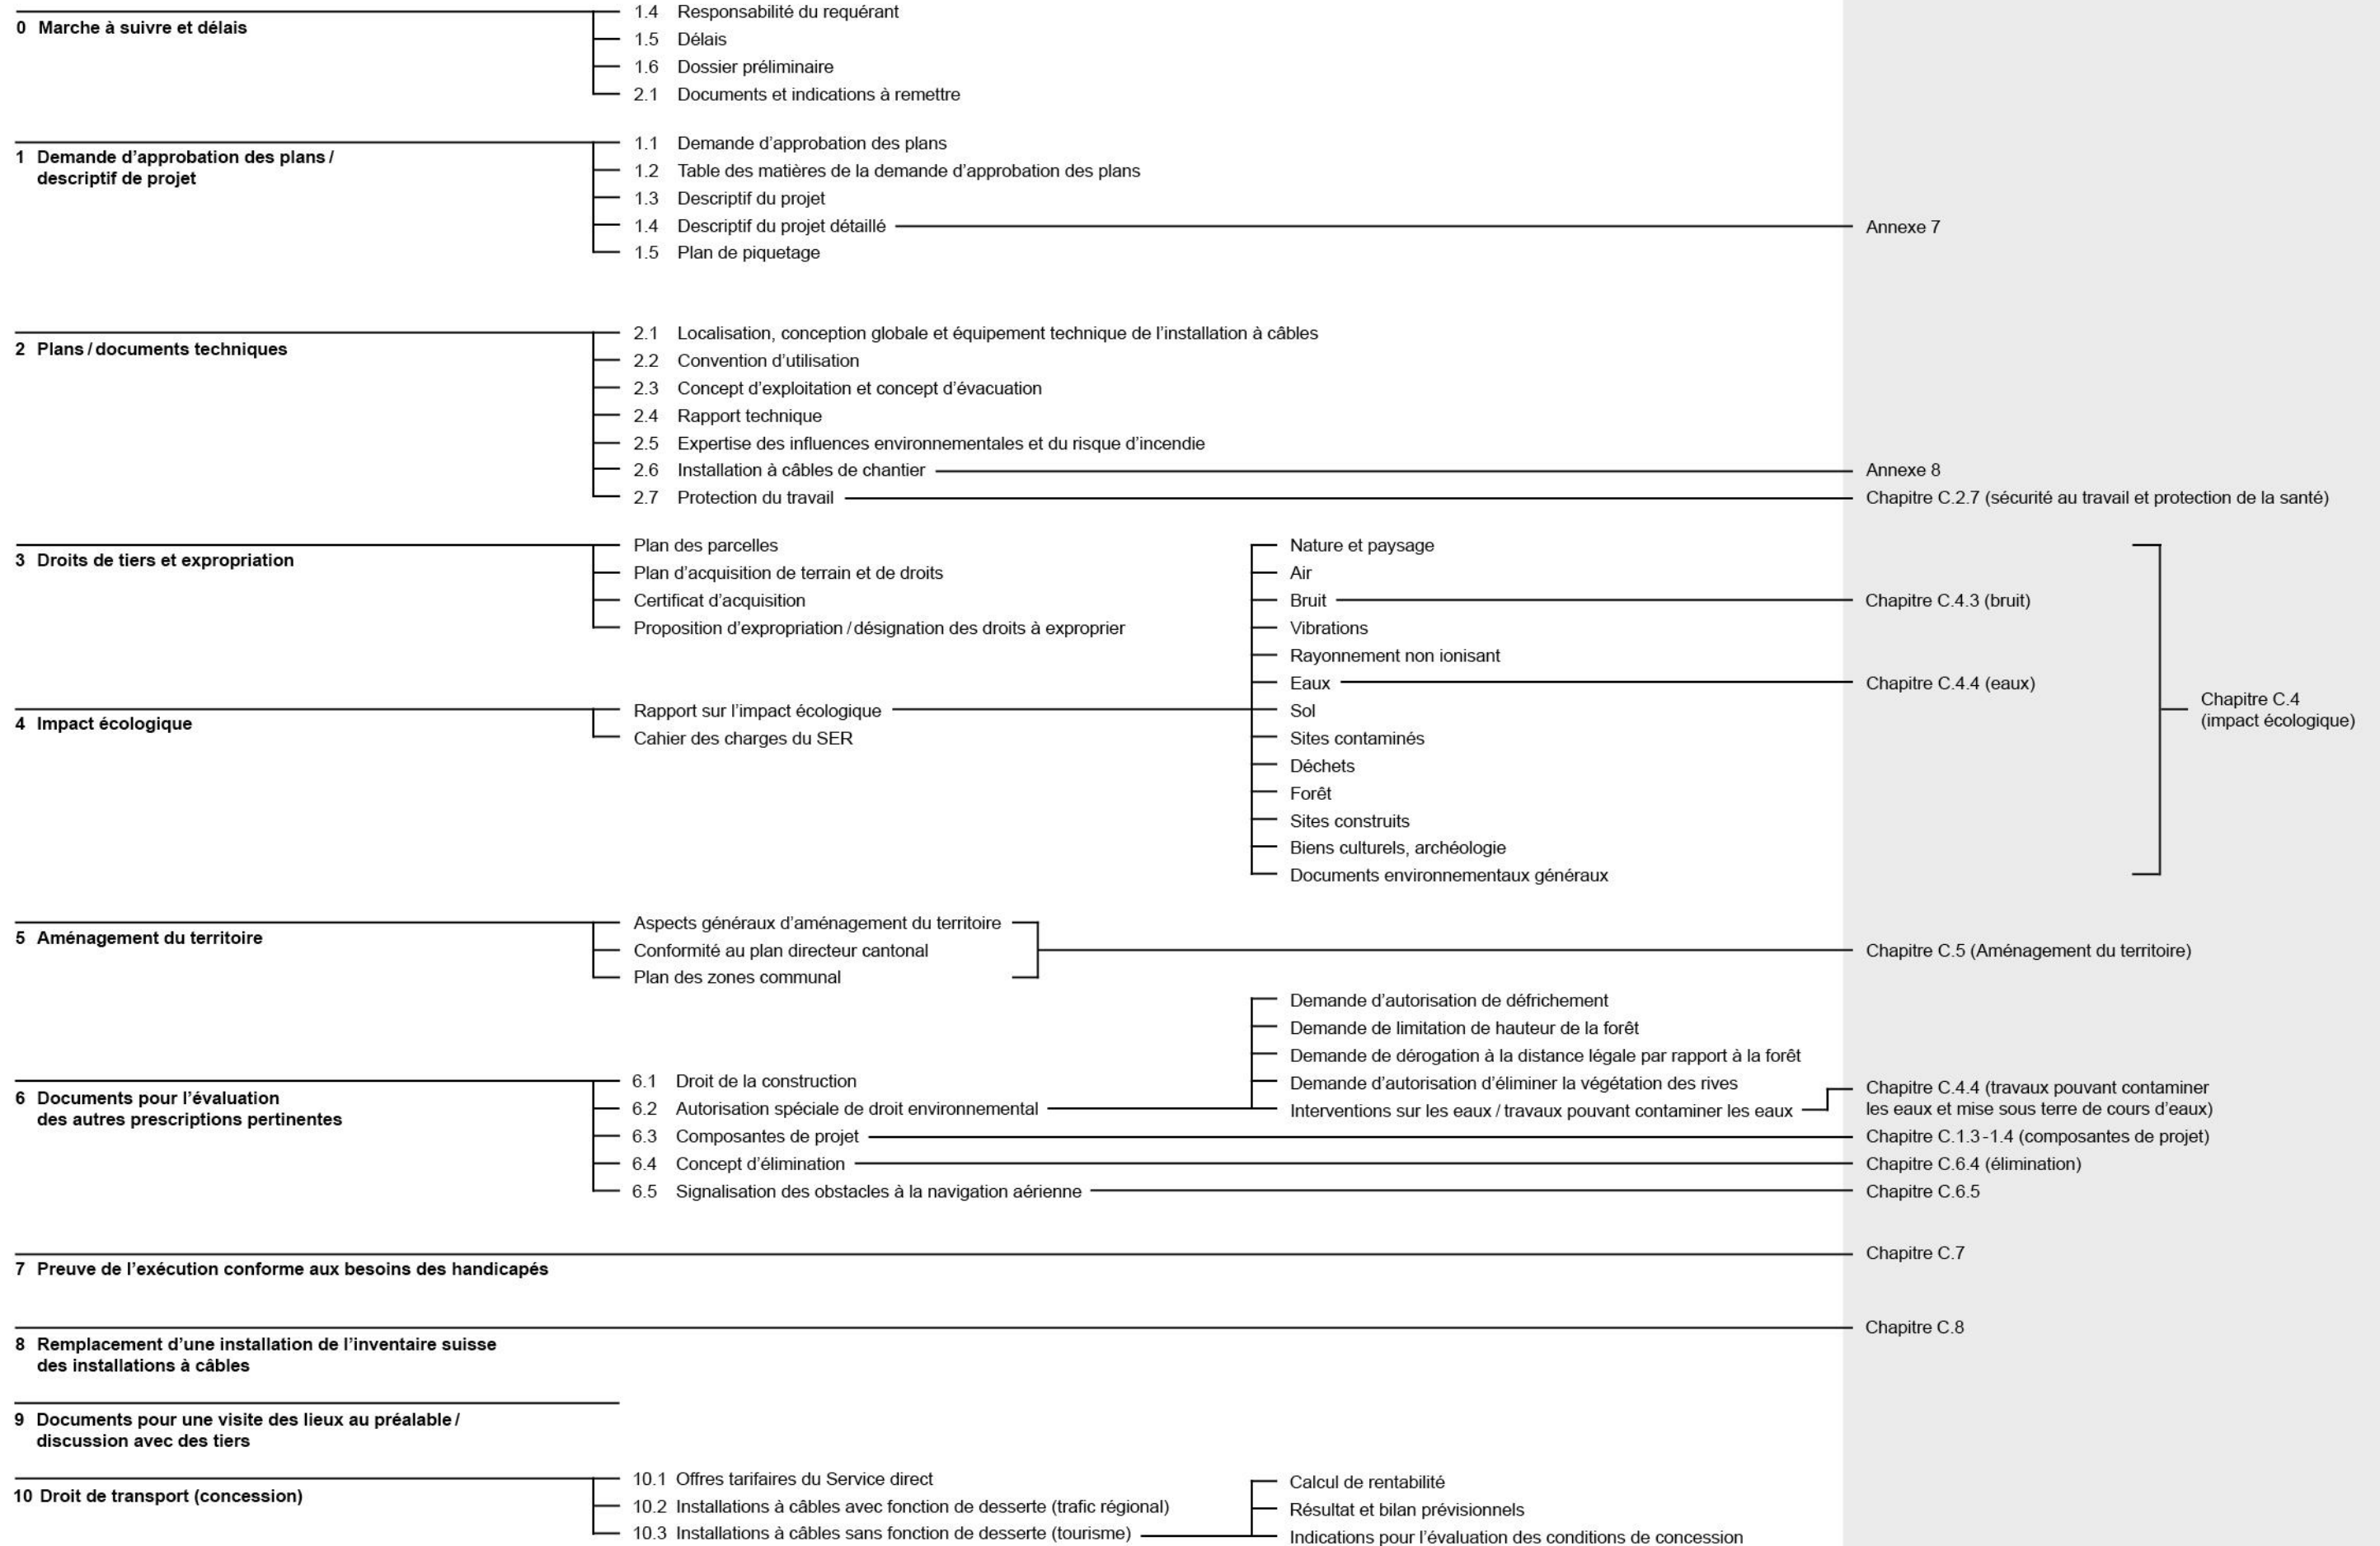 0 Marche à suivre et délais
1.4 Responsabilité du requérant
1.5 Délais
1.6 Dossier préliminaire
2.1 Documents et indications à remettre
1 Demande d'approbation des plans /
descriptif de projet
1.1 Demande d'approbation des plans
1.2 Table des matières de la demande d'approbation des plans
1.3 Descriptif du projet
1.4 Descriptif du projet détaillé
Annexe 7
1.5 Plan de piquetage
2 Plans / documents techniques
2.1 Localisation, conception globale et équipement technique de l'installation à câbles
2.2 Convention d'utilisation
2.3 Concept d'exploitation et concept d'évacuation
2.4 Rapport technique
2.5 Expertise des influences environnementales et du risque d'incendie
2.6 Installation à câbles de chantier
Annexe 8
2.7 Protection du travail
Chapitre C.2.7 (sécurité au travail et protection de la santé)
3 Droits de tiers et expropriation
Plan des parcelles
Plan d'acquisition de terrain et de droits
Certificat d'acquisition
Proposition d'expropriation / désignation des droits à exproprier
4 Impact écologique
Rapport sur l'impact écologique
Cahier des charges du SER
Nature et paysage
Air
Bruit
Chapitre C.4.3 (bruit)
Vibrations
Rayonnement non ionisant
Eaux
Chapitre C.4.4 (eaux)
Sol
Sites contaminés
Déchets
Forêt
Sites construits
Biens culturels, archéologie
Documents environnementaux généraux
Chapitre C.4
(impact écologique)
5 Aménagement du territoire
Aspects généraux d'aménagement du territoire
Conformité au plan directeur cantonal
Plan des zones communal
Chapitre C.5 (Aménagement du territoire)
6 Documents pour l'évaluation
des autres prescriptions pertinentes
6.1 Droit de la construction
6.2 Autorisation spéciale de droit environnemental
Demande d'autorisation de défrichement
Demande de limitation de hauteur de la forêt
Demande de dérogation à la distance légale par rapport à la forêt
Demande d'autorisation d'éliminer la végétation des rives
Interventions sur les eaux / travaux pouvant contaminer les eaux
Chapitre C.4.4 (travaux pouvant contaminer
les eaux et mise sous terre de cours d'eaux)
6.3 Composantes de projet
Chapitre C.1.3 - 1.4 (composantes de projet)
6.4 Concept d'élimination
Chapitre C.6.4 (élimination)
6.5 Signalisation des obstacles à la navigation aérienne
Chapitre C.6.5
7 Preuve de l'exécution conforme aux besoins des handicapés
Chapitre C.7
8 Remplacement d'une installation de l'inventaire suisse
des installations à câbles
Chapitre C.8
9 Documents pour une visite des lieux au préalable /
discussion avec des tiers
10 Droit de transport (concession)
10.1 Offres tarifaires du Service direct
10.2 Installations à câbles avec fonction de desserte (trafic régional)
10.3 Installations à câbles sans fonction de desserte (tourisme)
Calcul de rentabilité
Résultat et bilan prévisionnels
Indications pour l'évaluation des conditions de concession